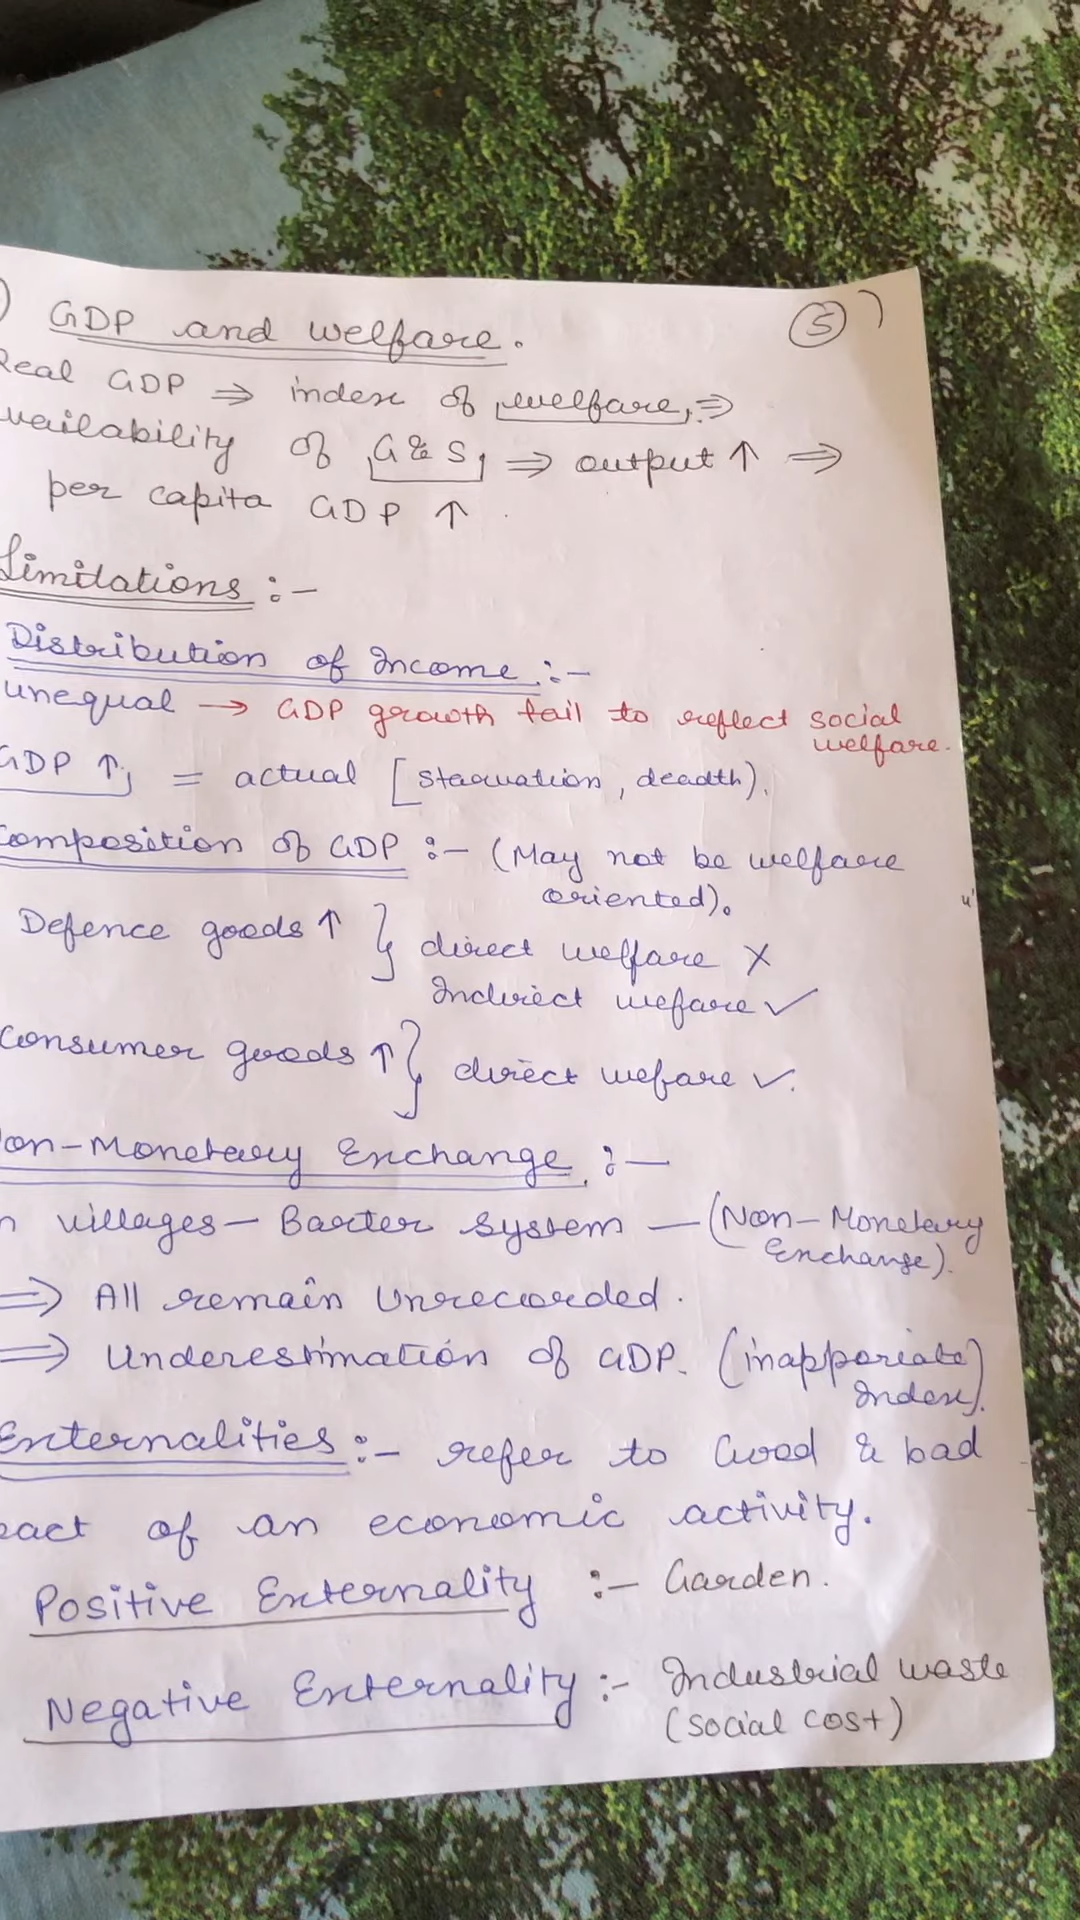 ) GDP and welfare. (5)
Real GDP ⇒ index of welfare, ⇒
vailability of G & S, ⇒ output ↑ ⇒
per capita GDP ↑
Limitations :-
Distribution of Income :-
unequal → GDP growth fail to reflect social
welfare.
GDP ↑, = actual [starvation, deadth).
Composition of GDP :- (May not be welfare
oriented).
Defence goods ↑ } direct welfare ×
Indirect wefare ✓
Consumer goods ↑ } direct wefare ✓.
on-Monetary Exchange :-
n villages - Barter system - (Non-Monetary
Exchange).
⇒ All remain Unrecorded.
⇒ Underestimation of GDP. (inapporiate)
Index).
Externalities :- refer to Good & bad
pact of an economic activity.
Positive Externality :- Garden.
Negative Externality :- Industrial waste
(social cost)